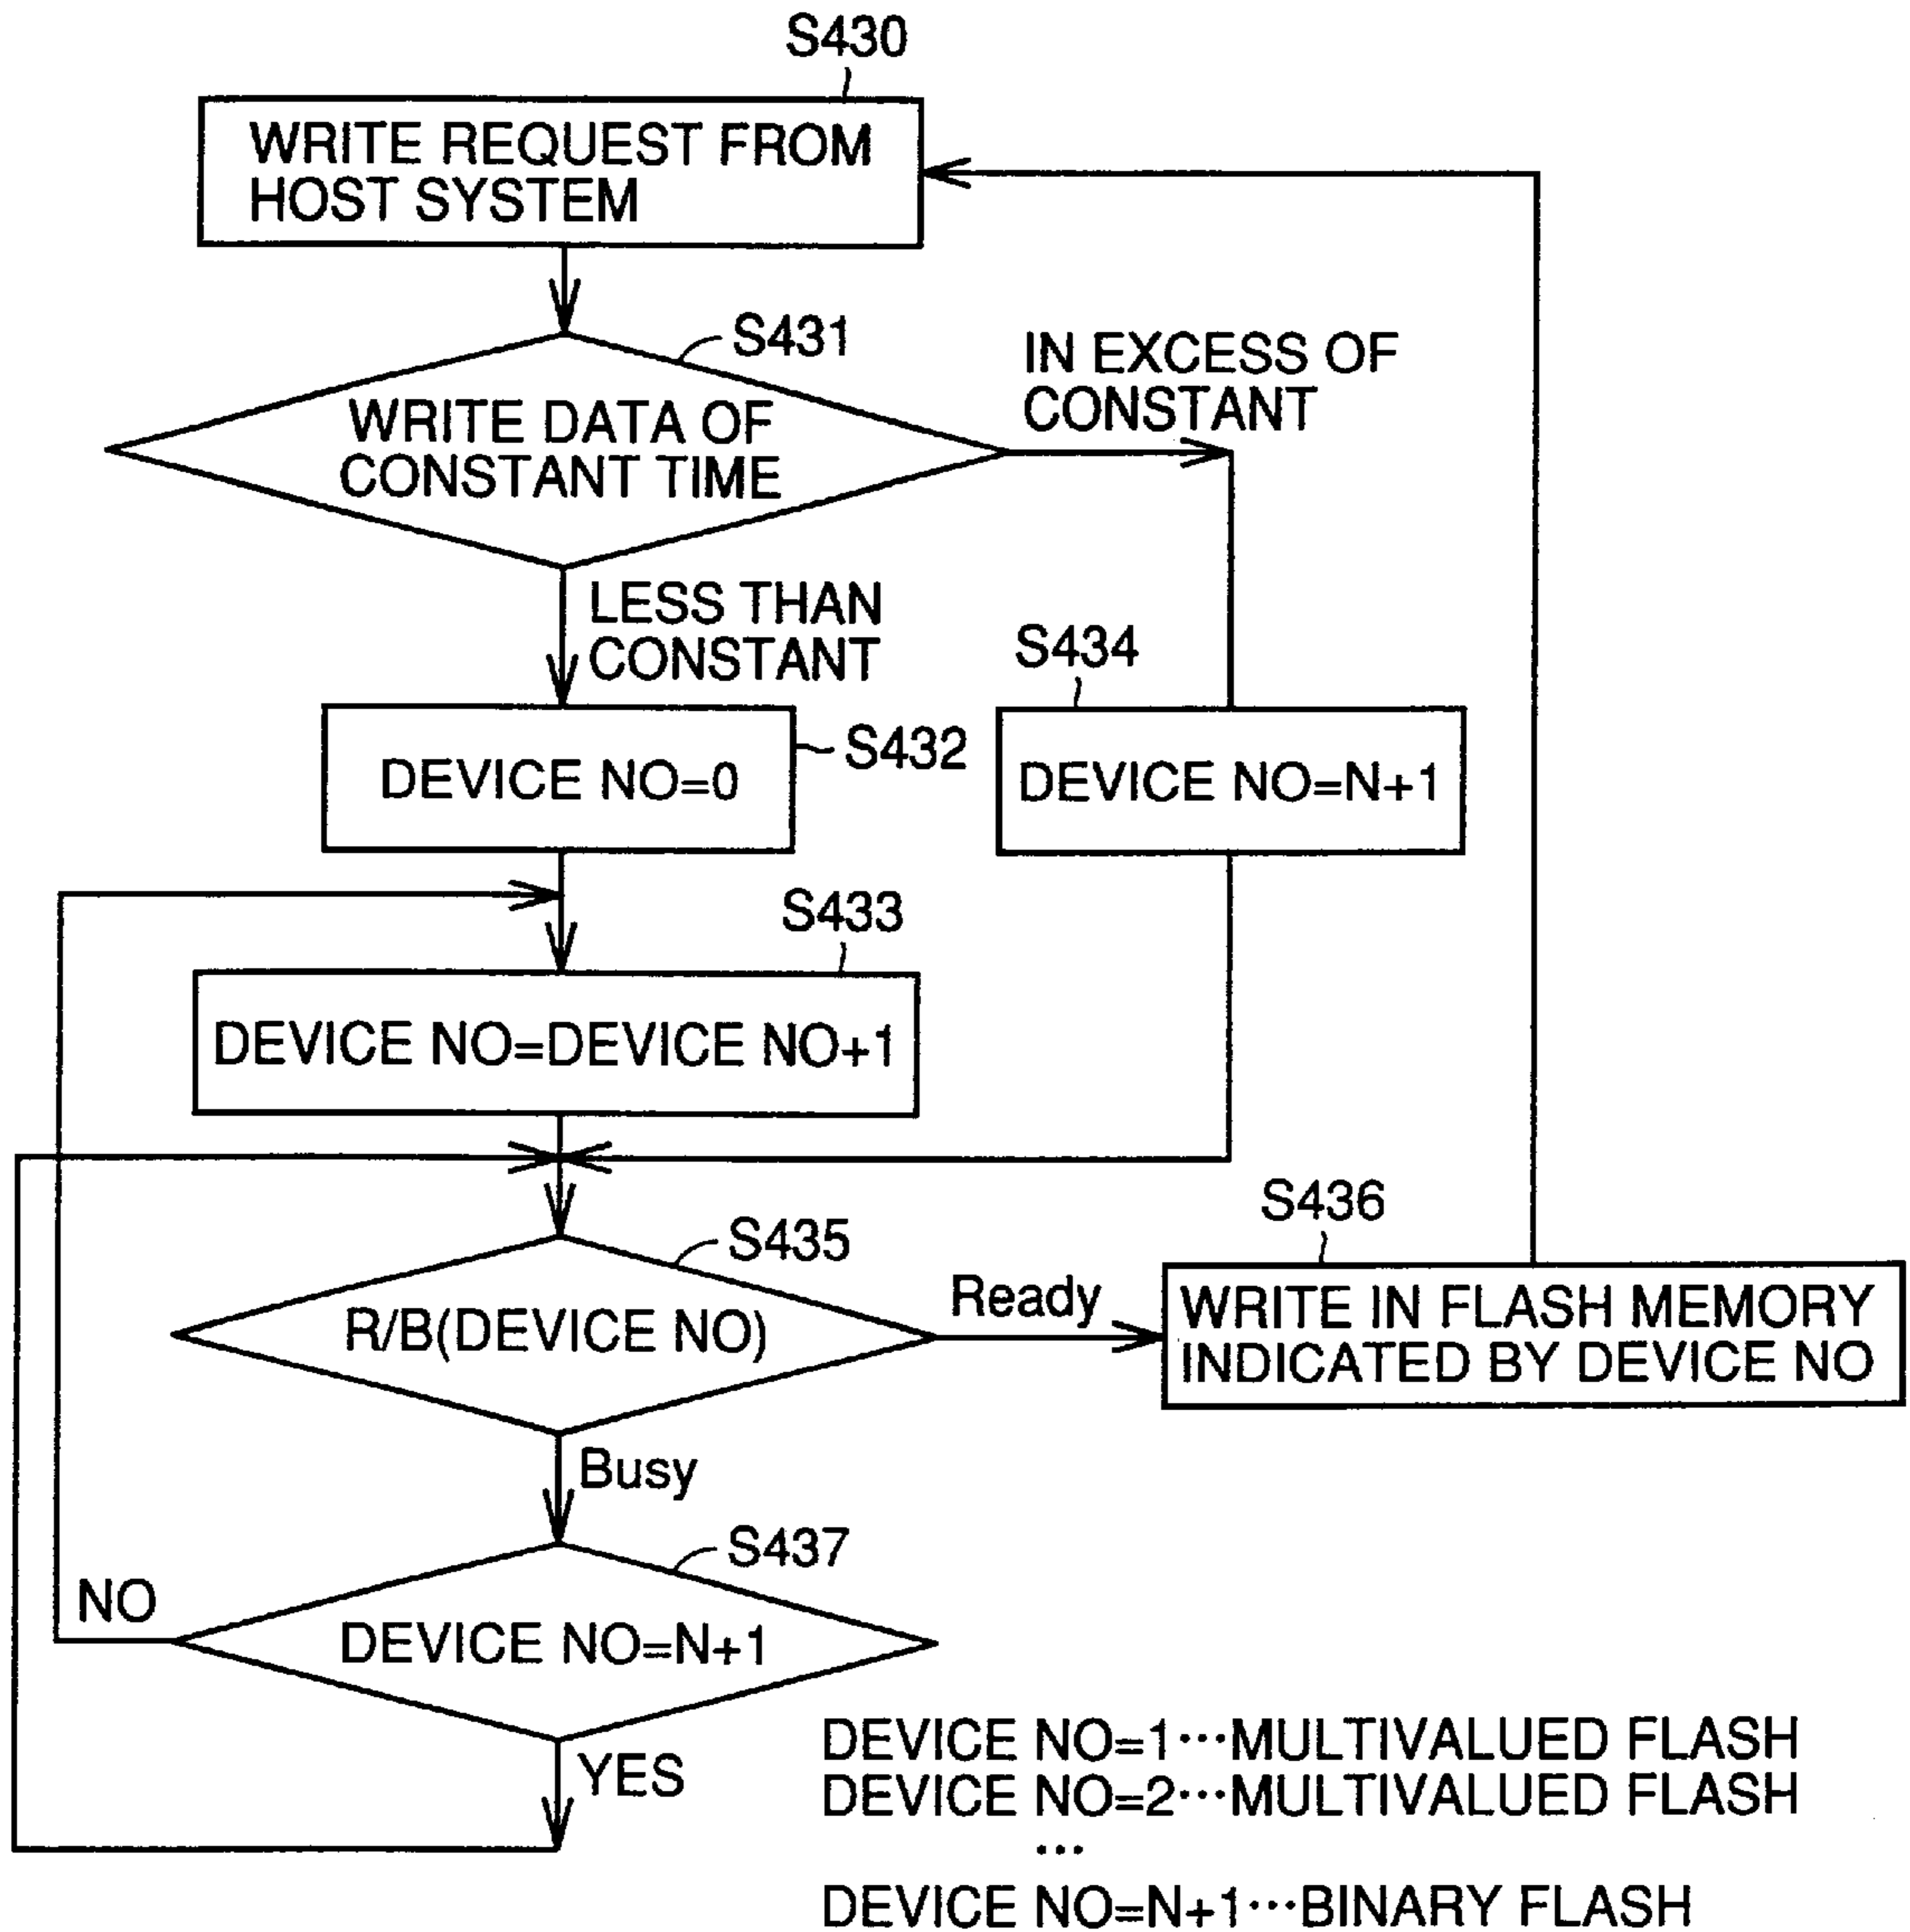 S430
WRITE REQUEST FROM
HOST SYSTEM
S431
WRITE DATA OF
CONSTANT TIME
IN EXCESS OF
CONSTANT
LESS THAN
CONSTANT
S432
DEVICE NO=0
S434
DEVICE NO=N+1
S433
DEVICE NO=DEVICE NO+1
S435
R/B(DEVICE NO)
Ready
S436
WRITE IN FLASH MEMORY
INDICATED BY DEVICE NO
Busy
S437
DEVICE NO=N+1
NO
YES
DEVICE NO=1···MULTIVALUED FLASH
DEVICE NO=2···MULTIVALUED FLASH
···
DEVICE NO=N+1···BINARY FLASH